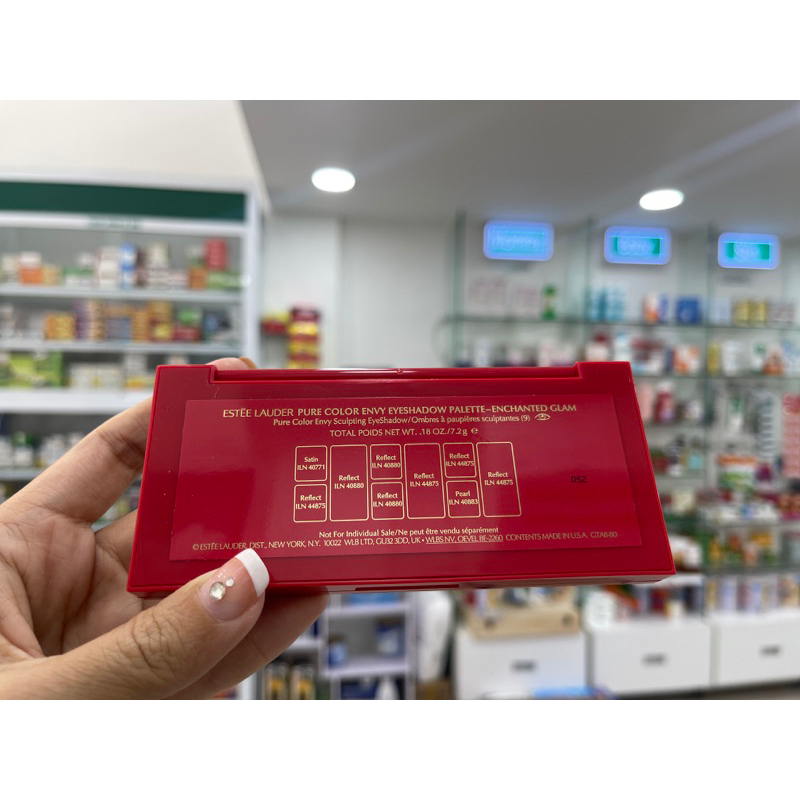 ESTĒE LAUDER PURE COLOR ENVY EYESHADOW PALETTE–ENCHANTED GLAM
Pure Color Envy Sculpting EyeShadow/Ombres à paupières sculptantes (9)
TOTAL POIDS NET WT. .18 OZ./7.2g e
Satin
ILN 40771
Reflect
ILN 44875
Reflect
ILN 40880
Reflect
ILN 40880
Reflect
ILN 40880
Reflect
ILN 44875
Reflect
ILN 44875
Pearl
ILN 40883
Reflect
ILN 44875
052
Not For Individual Sale/Ne peut être vendu séparément
© ESTĒE LAUDER, DIST., NEW YORK, N.Y. 10022 WLB LTD, GU32 3DD, UK • WLBS NV, OEVEL BE-2260 CONTENTS MADE IN U.S.A.